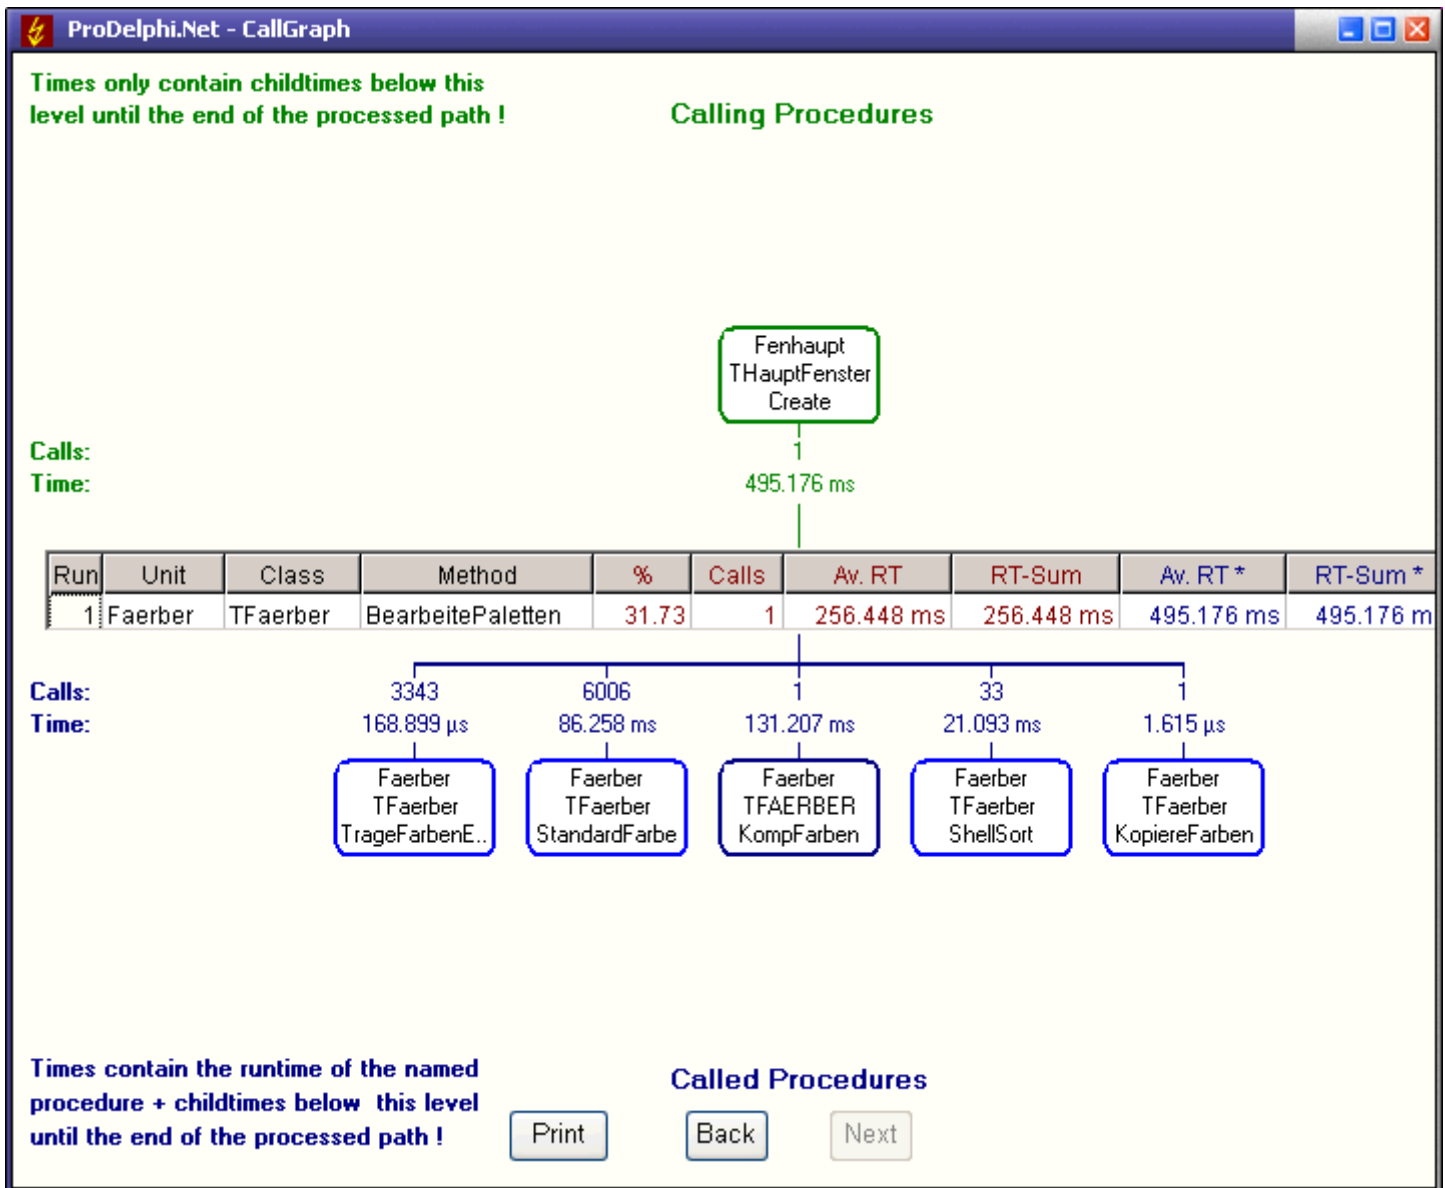 ProDelphi.Net - CallGraph
Times only contain childtimes below this
level until the end of the processed path !
Calling Procedures
Fenhaupt
THauptFenster
Create
Calls: 1
Time: 495.176 ms
Run Unit Class Method % Calls Av. RT RT-Sum Av. RT * RT-Sum *
1 Faerber TFaerber BearbeitePaletten 31.73 1 256.448 ms 256.448 ms 495.176 ms 495.176 m
Calls: 3343 6006 1 33 1
Time: 168.899 µs 86.258 ms 131.207 ms 21.093 ms 1.615 µs
Faerber Faerber Faerber Faerber Faerber
TFaerber TFaerber TFAERBER TFaerber TFaerber
TrageFarbenE.. StandardFarbe KompFarben ShellSort KopiereFarben
Times contain the runtime of the named
procedure + childtimes below this level
until the end of the processed path !
Called Procedures
Print Back Next